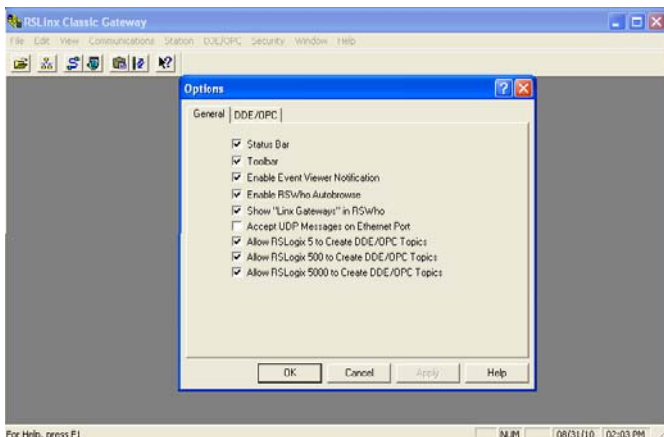 RSLinx Classic Gateway
File Edit View Communications Station DDE/OPC Security Window Help
Options
General DDE/OPC
Status Bar
Toolbar
Enable Event Viewer Notification
Enable RSWho Autobrowse
Show "Linx Gateways" in RSWho
Accept UDP Messages on Ethernet Port
Allow RSLogix 5 to Create DDE/OPC Topics
Allow RSLogix 500 to Create DDE/OPC Topics
Allow RSLogix 5000 to Create DDE/OPC Topics
OK Cancel Apply Help
For Help, press F1 NUM 08/31/10 02:03 PM